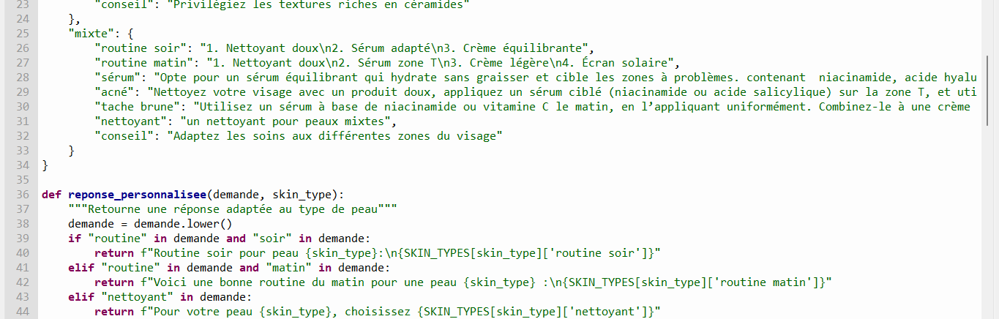 23 "conseil": "Privilégiez les textures riches en céramides"
24 },
25 "mixte": {
26 "routine soir": "1. Nettoyant doux\n2. Sérum adapté\n3. Crème équilibrante",
27 "routine matin": "1. Nettoyant doux\n2. Sérum zone T\n3. Crème légère\n4. Écran solaire",
28 "sérum": "Opte pour un sérum équilibrant qui hydrate sans graisser et cible les zones à problèmes. contenant  niacinamide, acide hyalu
29 "acné": "Nettoyez votre visage avec un produit doux, appliquez un sérum ciblé (niacinamide ou acide salicylique) sur la zone T, et uti
30 "tache brune": "Utilisez un sérum à base de niacinamide ou vitamine C le matin, en l’appliquant uniformément. Combinez-le à une crème
31 "nettoyant": "un nettoyant pour peaux mixtes",
32 "conseil": "Adaptez les soins aux différentes zones du visage"
33 }
34 }
35
36 def reponse_personnalisee(demande, skin_type):
37 """Retourne une réponse adaptée au type de peau"""
38 demande = demande.lower()
39 if "routine" in demande and "soir" in demande:
40 return f"Routine soir pour peau {skin_type}:\n{SKIN_TYPES[skin_type]['routine soir']}"
41 elif "routine" in demande and "matin" in demande:
42 return f"Voici une bonne routine du matin pour une peau {skin_type} :\n{SKIN_TYPES[skin_type]['routine matin']}"
43 elif "nettoyant" in demande:
44 return f"Pour votre peau {skin_type}, choisissez {SKIN_TYPES[skin_type]['nettoyant']}"